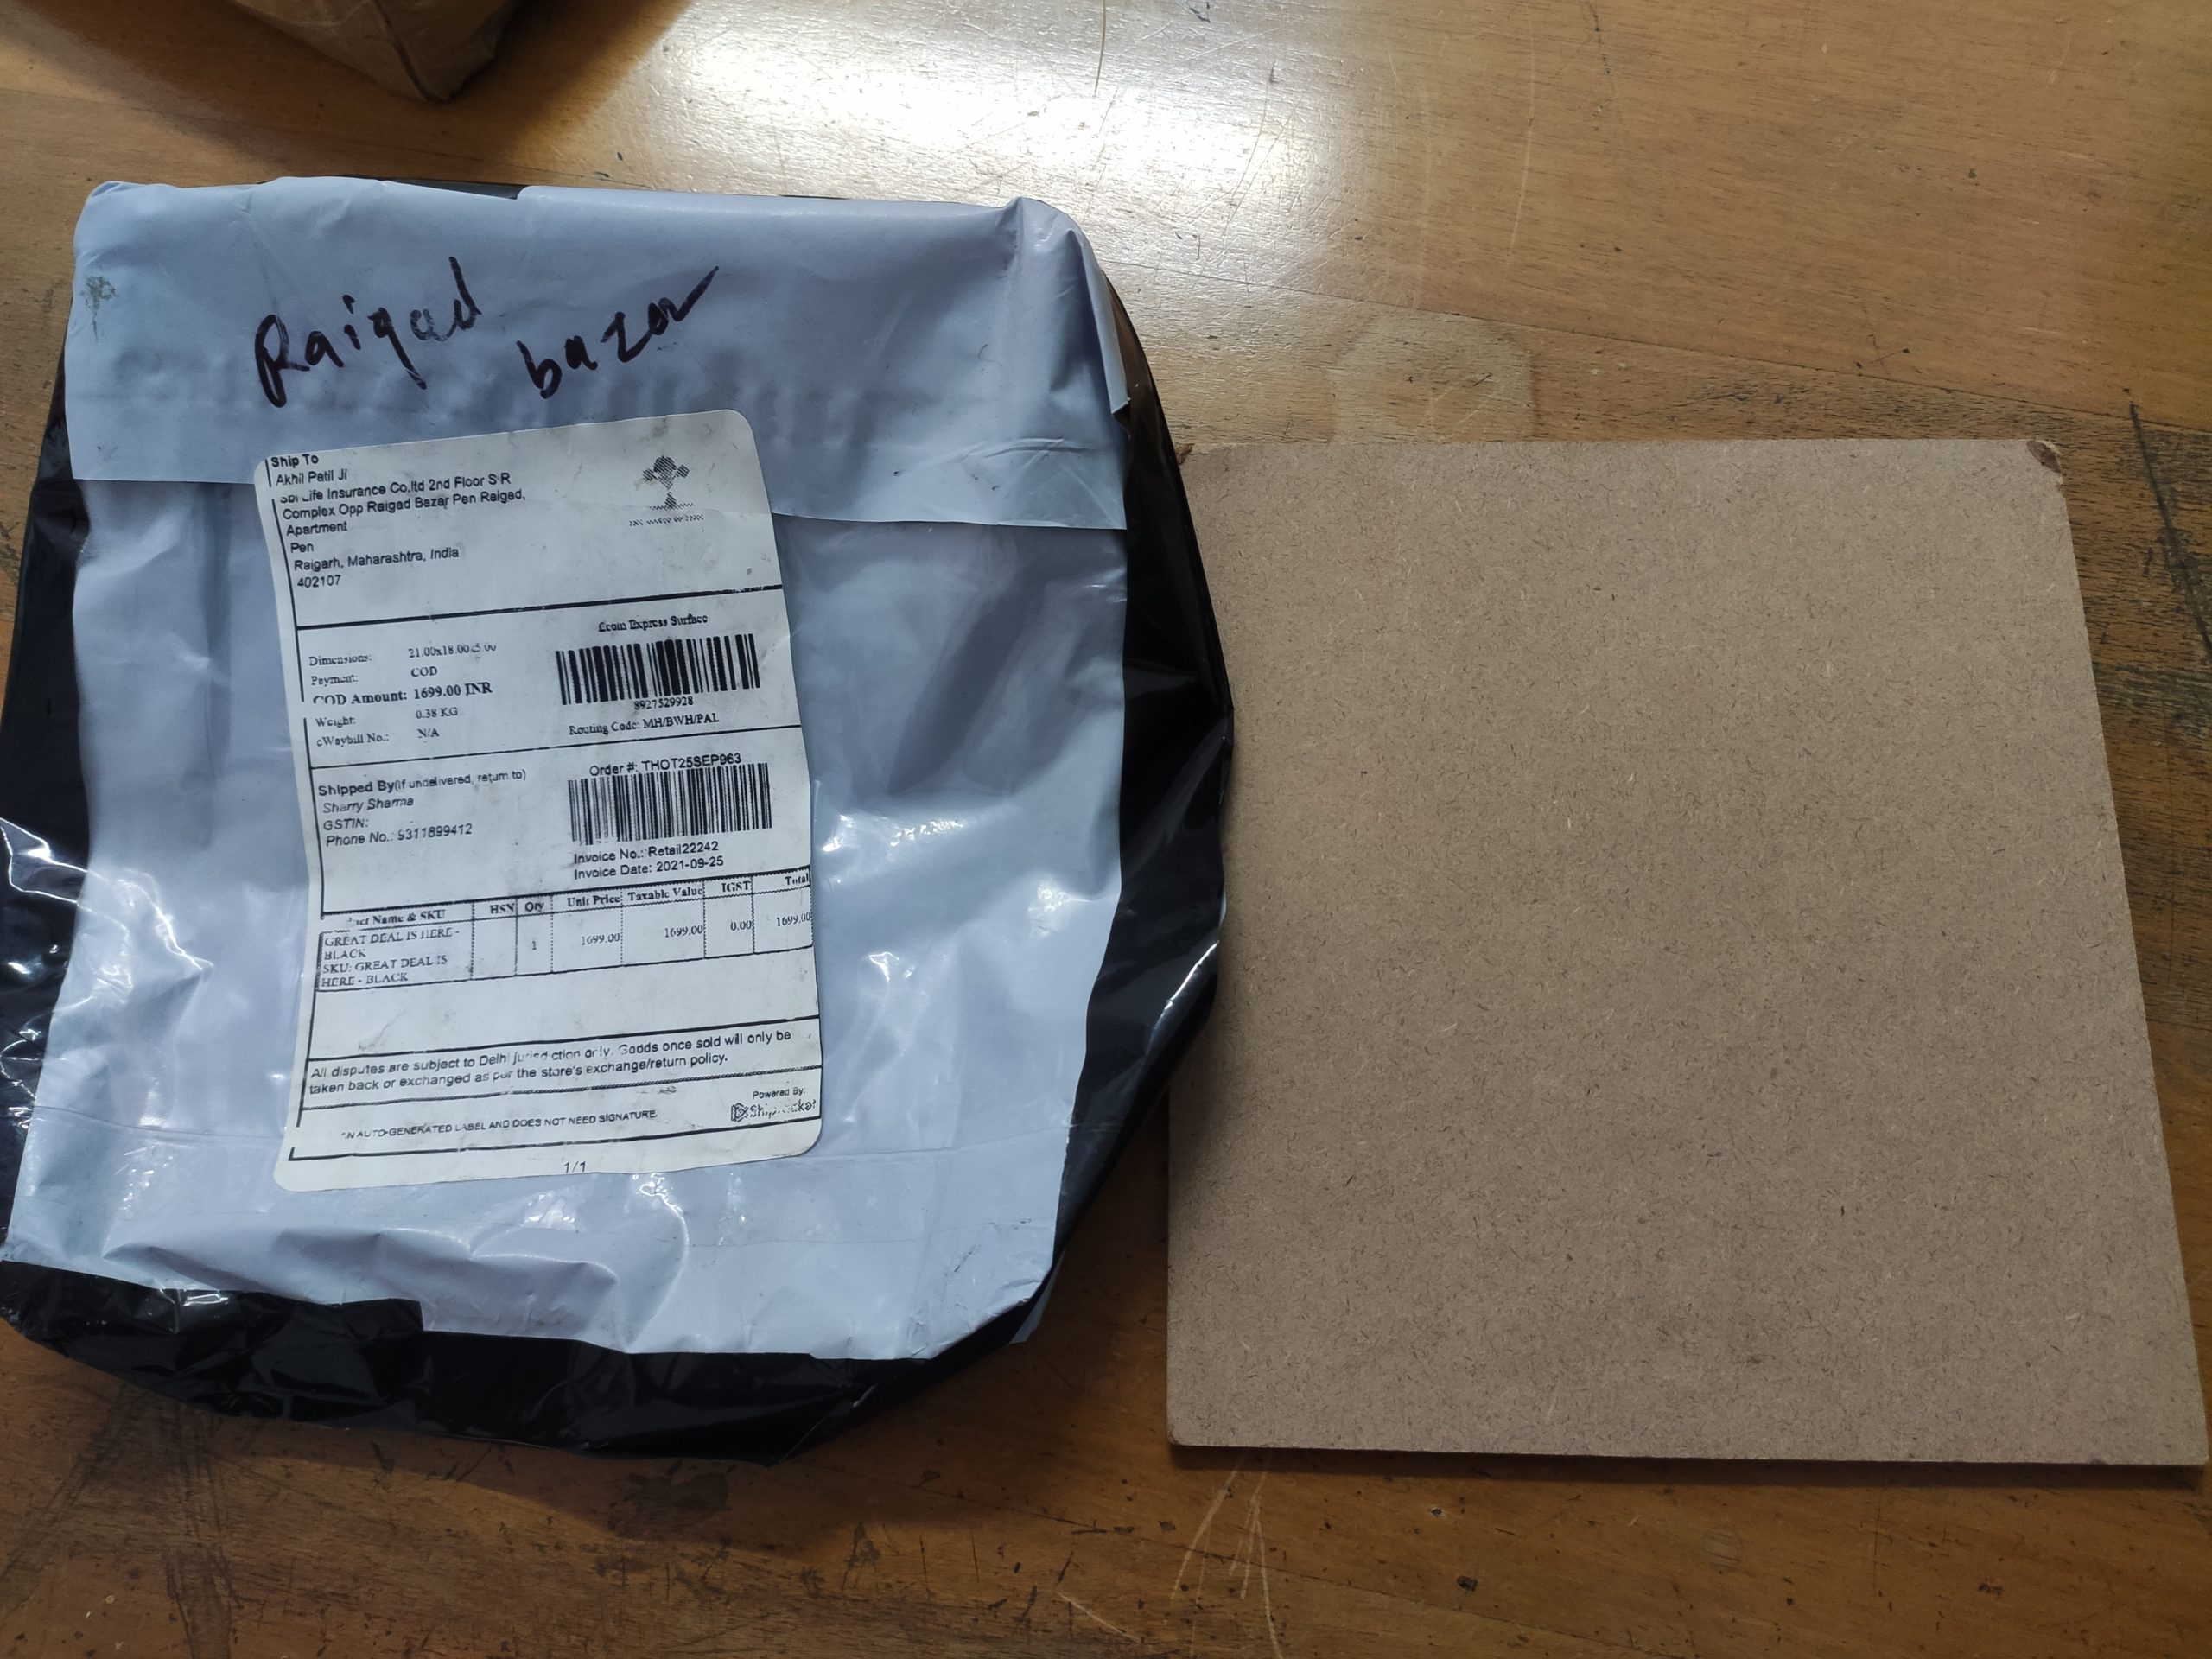 Raigad
bazar
Ship To
Akhil Patil Ji
Life Insurance Co,ltd 2nd Floor S R
Complex Opp Raigad Bazar Pen Raigad,
Apartment
Pen
Raigarh, Maharashtra, India
402107
Ecom Express Surface
Dimensions:
Payment: COD
COD Amount: 1699.00 INR
Weight: 0.38 KG
eWaybill No.: N/A
8927529928
Routing Code: MH/BWH/PAL
Shipped By(if undelivered, return to)
Sharry Sharma
GSTIN:
Phone No.: 9311899412
Order #: THOT25SEP963
Invoice No.: Retail22242
Invoice Date: 2021-09-25
Name & SKU HSN Qty Unit Price Taxable Value IGST Total
GREAT DEAL IS HERE - BLACK 1 1699.00 1699.00 0.00 1699.00
SKU: GREAT DEAL IS
HERE - BLACK
All disputes are subject to Delhi jurisdiction only. Goods once sold will only be
taken back or exchanged as per the store's exchange/return policy.
AUTO-GENERATED LABEL AND DOES NOT NEED SIGNATURE.
Powered By:
Shiprocket
1/1